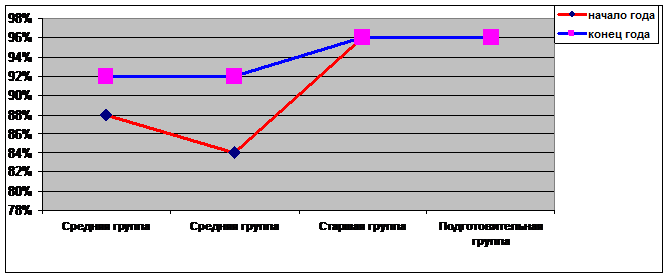 98%
96%
94%
92%
90%
88%
86%
84%
82%
80%
78%
Средняя группа
Средняя группа
Старшая группа
Подготовительная
группа
начало года
конец года